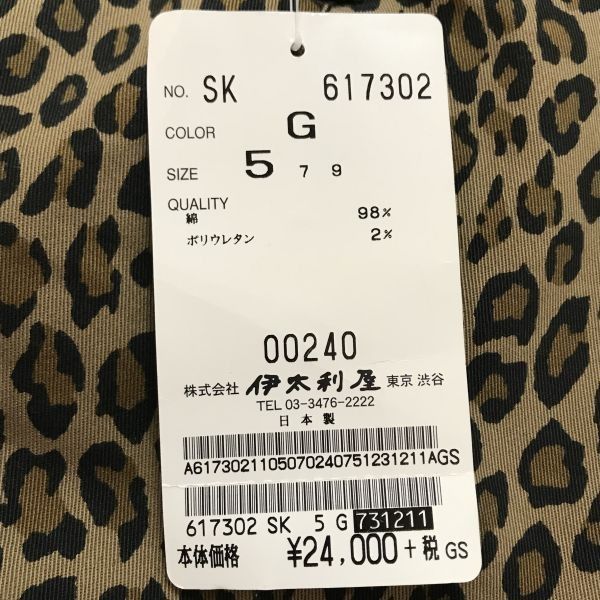 NO. SK 617302
COLOR G
SIZE 5 7 9
QUALITY
綿 98%
ポリウレタン 2%
00240
株式会社 伊太利屋 東京 渋谷
TEL 03-3476-2222
日本製
A6173021105070240751231211AGS
617302 SK 5 G 731211
本体価格 ¥24,000+税 GS